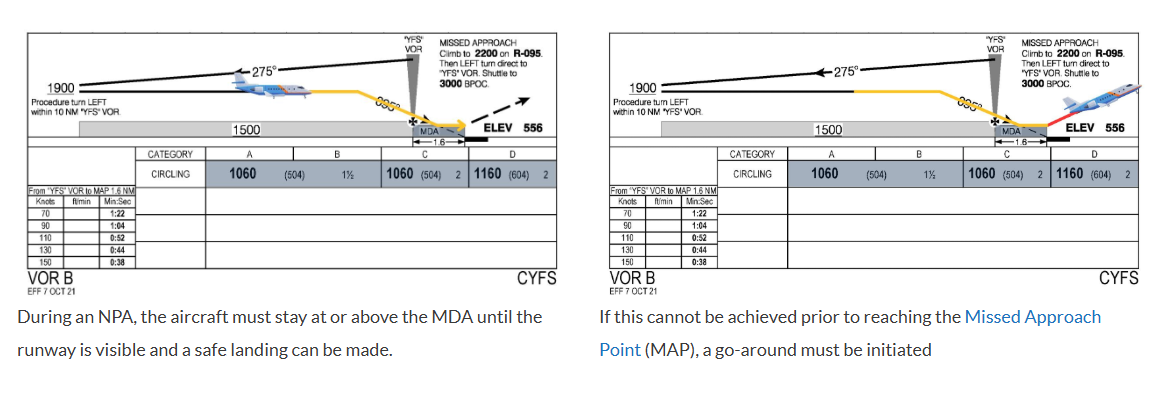 "YFS"
VOR
MISSED APPROACH
Climb to 2200 on R-095.
Then LEFT turn direct to
"YFS" VOR. Shuttle to
3000 BPOC.
275°
1900
Procedure turn LEFT
within 10 NM "YFS" VOR.
095°
1500
MDA
1.6
ELEV 556
CATEGORY A B C D
CIRCLING 1060 (504) 1½ 1060 (504) 2 1160 (604) 2
From "YFS" VOR to MAP 1.6 NM
Knots ft/min Min:Sec
70 1:22
90 1:04
110 0:52
130 0:44
150 0:38
VOR B CYFS
EFF 7 OCT 21
During an NPA, the aircraft must stay at or above the MDA until the
runway is visible and a safe landing can be made.
"YFS"
VOR
MISSED APPROACH
Climb to 2200 on R-095.
Then LEFT turn direct to
"YFS" VOR. Shuttle to
3000 BPOC.
275°
1900
Procedure turn LEFT
within 10 NM "YFS" VOR.
095°
1500
MDA
1.6
ELEV 556
CATEGORY A B C D
CIRCLING 1060 (504) 1½ 1060 (504) 2 1160 (604) 2
From "YFS" VOR to MAP 1.6 NM
Knots ft/min Min:Sec
70 1:22
90 1:04
110 0:52
130 0:44
150 0:38
VOR B CYFS
EFF 7 OCT 21
If this cannot be achieved prior to reaching the Missed Approach
Point (MAP), a go-around must be initiated